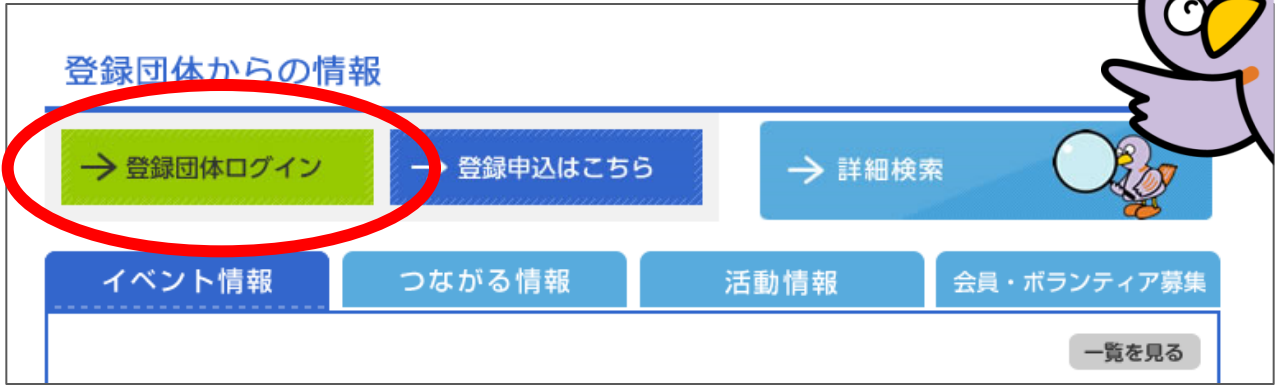 登録団体からの情報
→ 登録団体ログイン
→ 登録申込はこちら
→ 詳細検索
イベント情報
つながる情報
活動情報
会員・ボランティア募集
一覧を見る